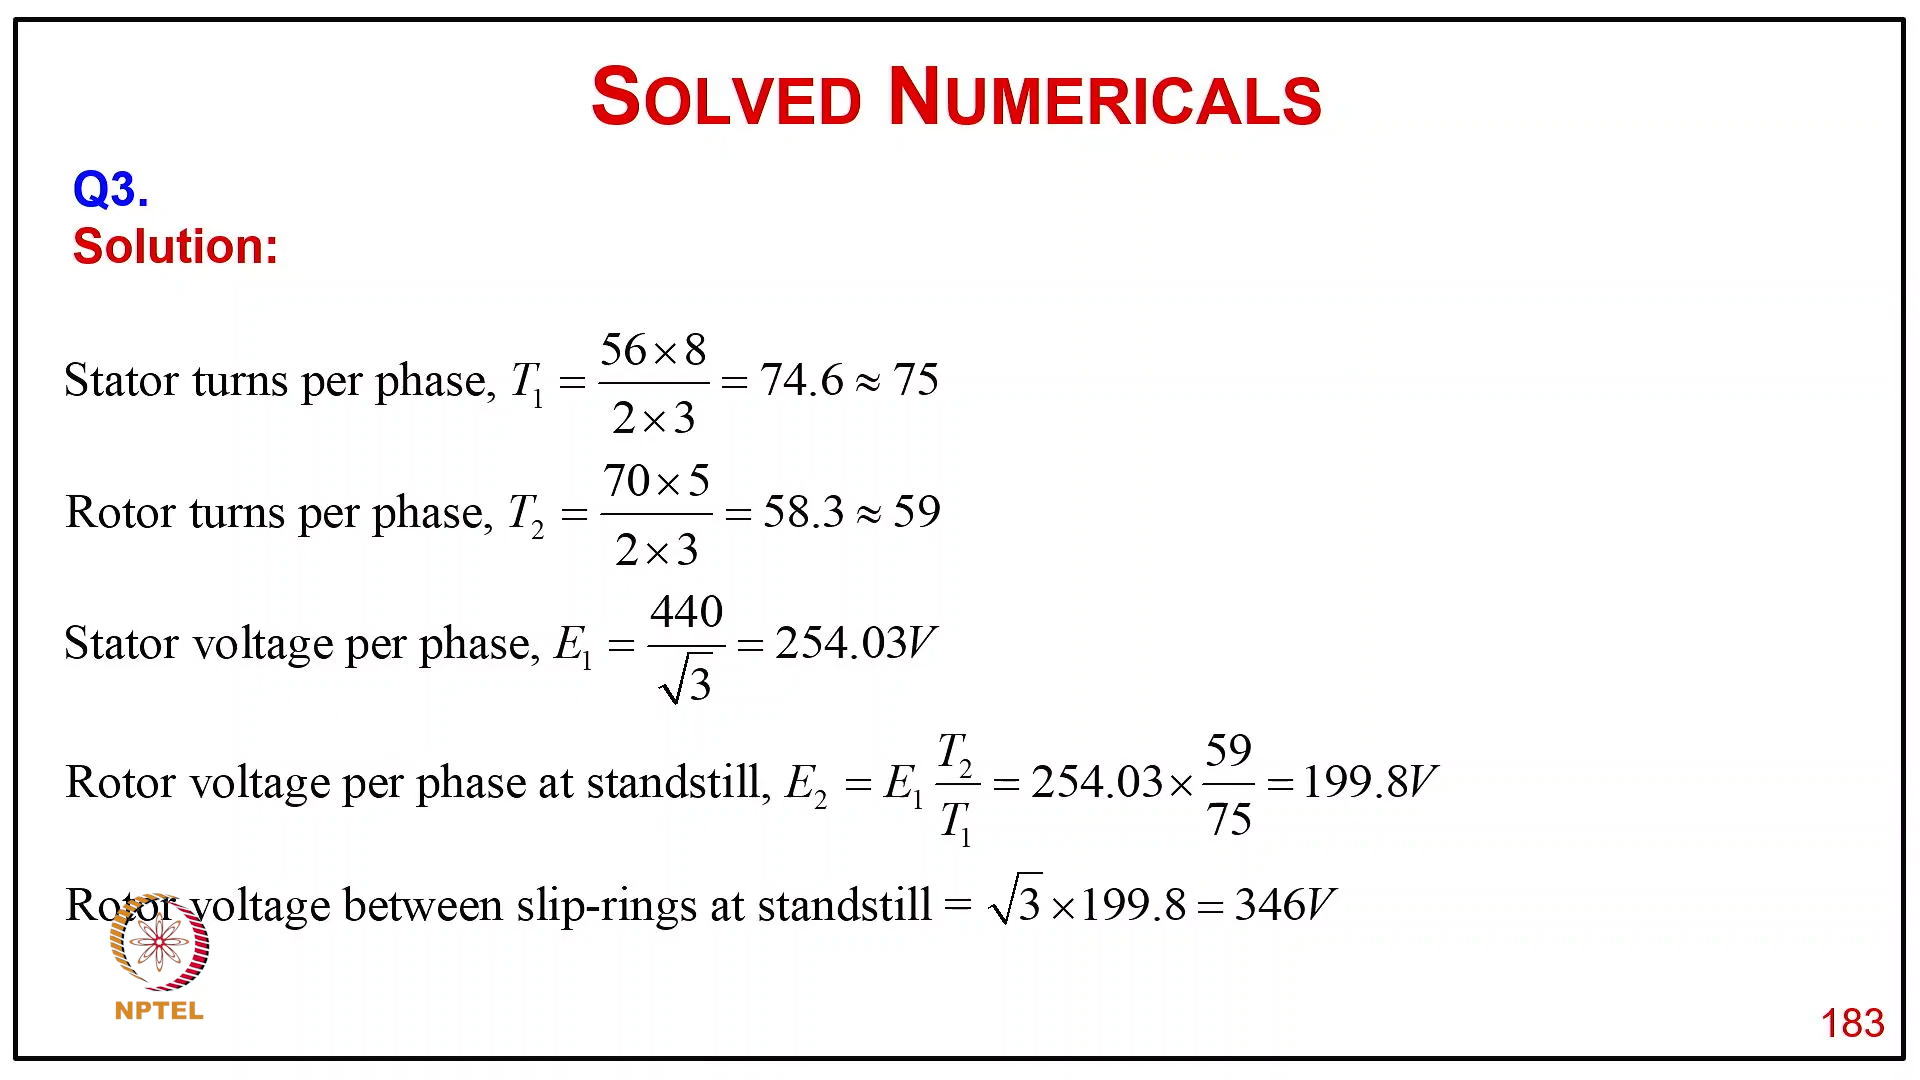 SOLVED NUMERICALS
Q3.
Solution:
Stator turns per phase, T₁ = (56×8)/(2×3) = 74.6 ≈ 75
Rotor turns per phase, T₂ = (70×5)/(2×3) = 58.3 ≈ 59
Stator voltage per phase, E₁ = 440/√3 = 254.03V
Rotor voltage per phase at standstill, E₂ = E₁ T₂/T₁ = 254.03 × 59/75 = 199.8V
Rotor voltage between slip-rings at standstill = √3 × 199.8 = 346V
NPTEL
183